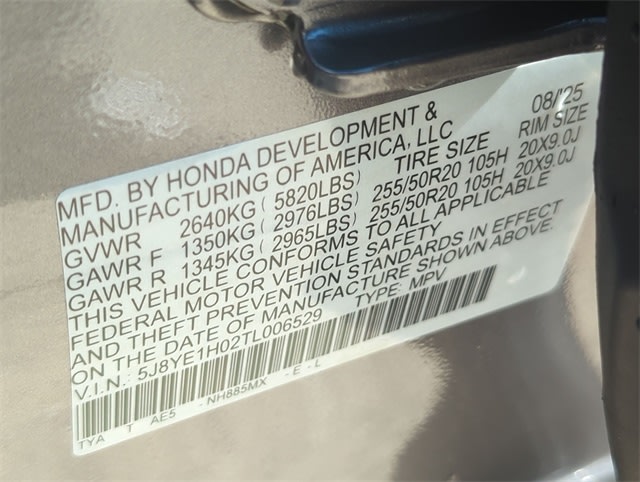 MFD. BY HONDA DEVELOPMENT & 08/'25
MANUFACTURING OF AMERICA, LLC
TIRE SIZE RIM SIZE
GVWR 2640KG ( 5820LBS)
GAWR F 1350KG ( 2976LBS) 255/50R20 105H 20X9.0J
GAWR R 1345KG ( 2965LBS) 255/50R20 105H 20X9.0J
THIS VEHICLE CONFORMS TO ALL APPLICABLE
FEDERAL MOTOR VEHICLE SAFETY
AND THEFT PREVENTION STANDARDS IN EFFECT
ON THE DATE OF MANUFACTURE SHOWN ABOVE.
V.I.N.: 5J8YE1H02TL006529 TYPE: MPV
TYA T AE5 - NH885MX - E - L